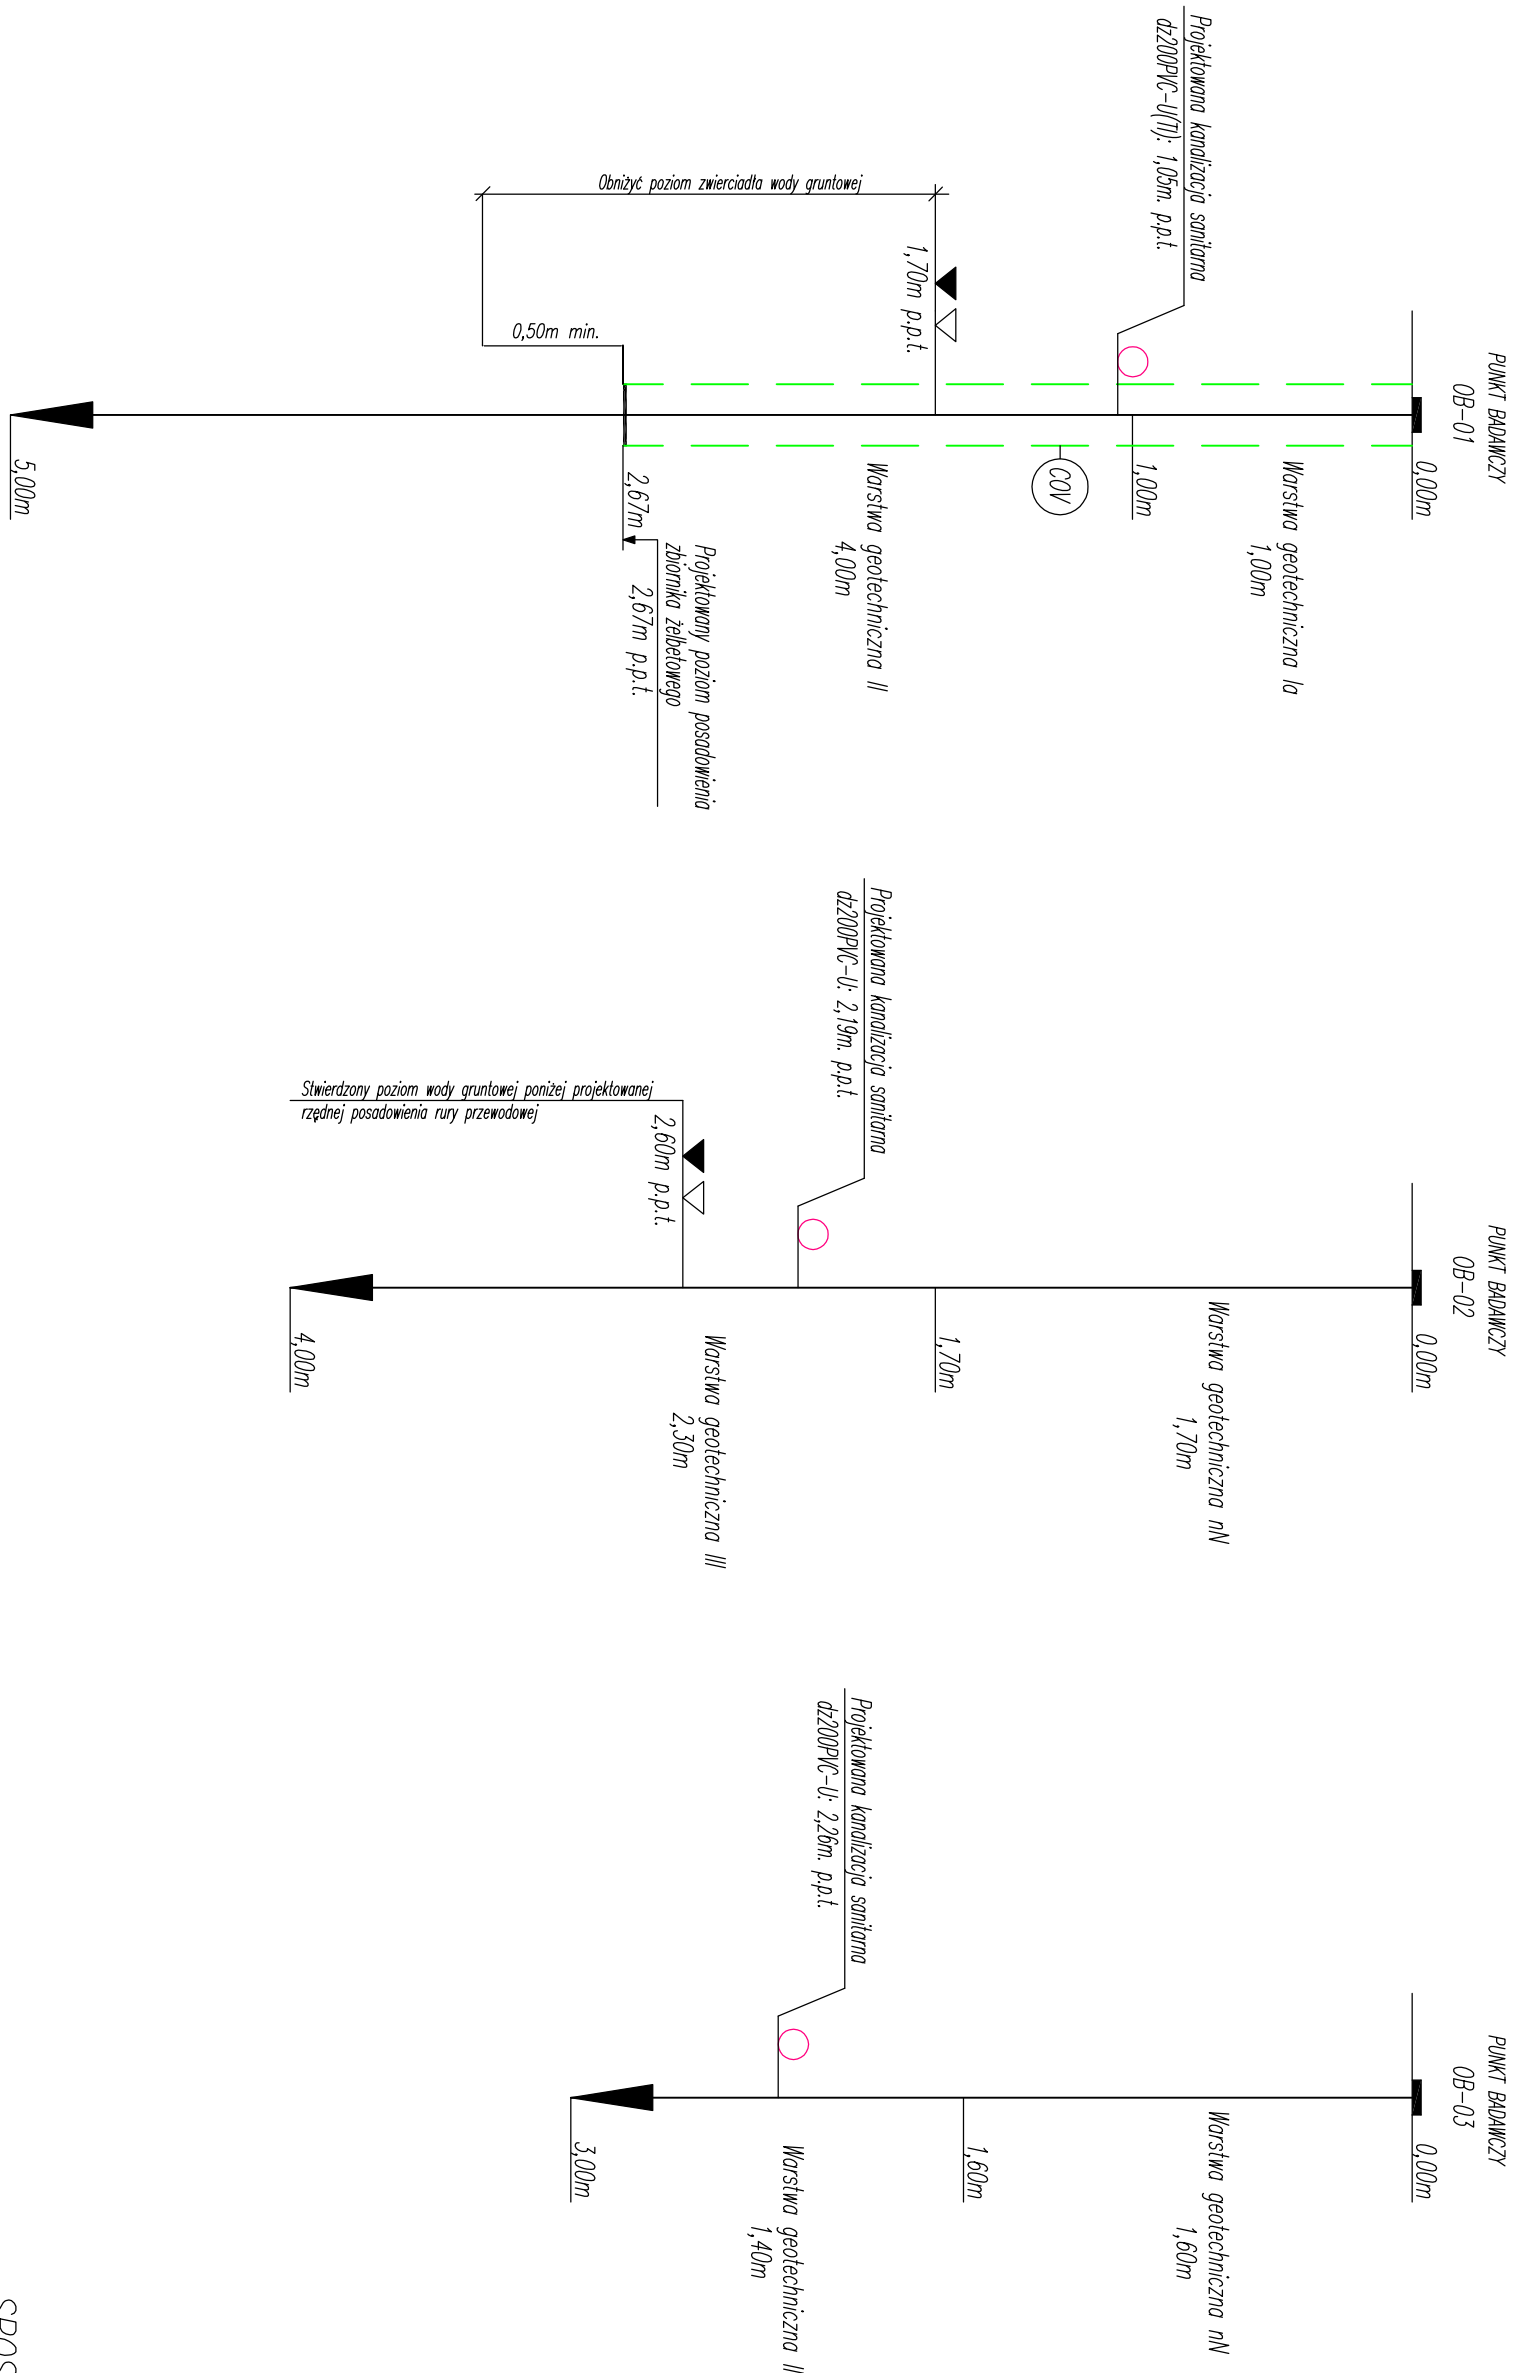 PUNKT BADAWCZY
OB-01
0,00m
Warstwa geotechniczna Ia
1,00m
Projektowana kanalizacja sanitarna
dz200PVC-U(TI): 1,05m. p.p.t.
1,00m
COV
1,70m p.p.t.
Obniżyć poziom zwierciadła wody gruntowej
Warstwa geotechniczna II
4,00m
0,50m min.
2,67m
Projektowany poziom posadowienia
zbiornika żelbetowego
2,67m p.p.t.
5,00m
PUNKT BADAWCZY
OB-02
0,00m
Warstwa geotechniczna nN
1,70m
1,70m
Projektowana kanalizacja sanitarna
dz200PVC-U: 2,19m. p.p.t.
2,60m p.p.t.
Stwierdzony poziom wody gruntowej poniżej projektowanej
rzędnej posadowienia rury przewodowej
Warstwa geotechniczna III
2,30m
4,00m
PUNKT BADAWCZY
OB-03
0,00m
Warstwa geotechniczna nN
1,60m
1,60m
Projektowana kanalizacja sanitarna
dz200PVC-U: 2,26m. p.p.t.
Warstwa geotechniczna
1,40m
3,00m